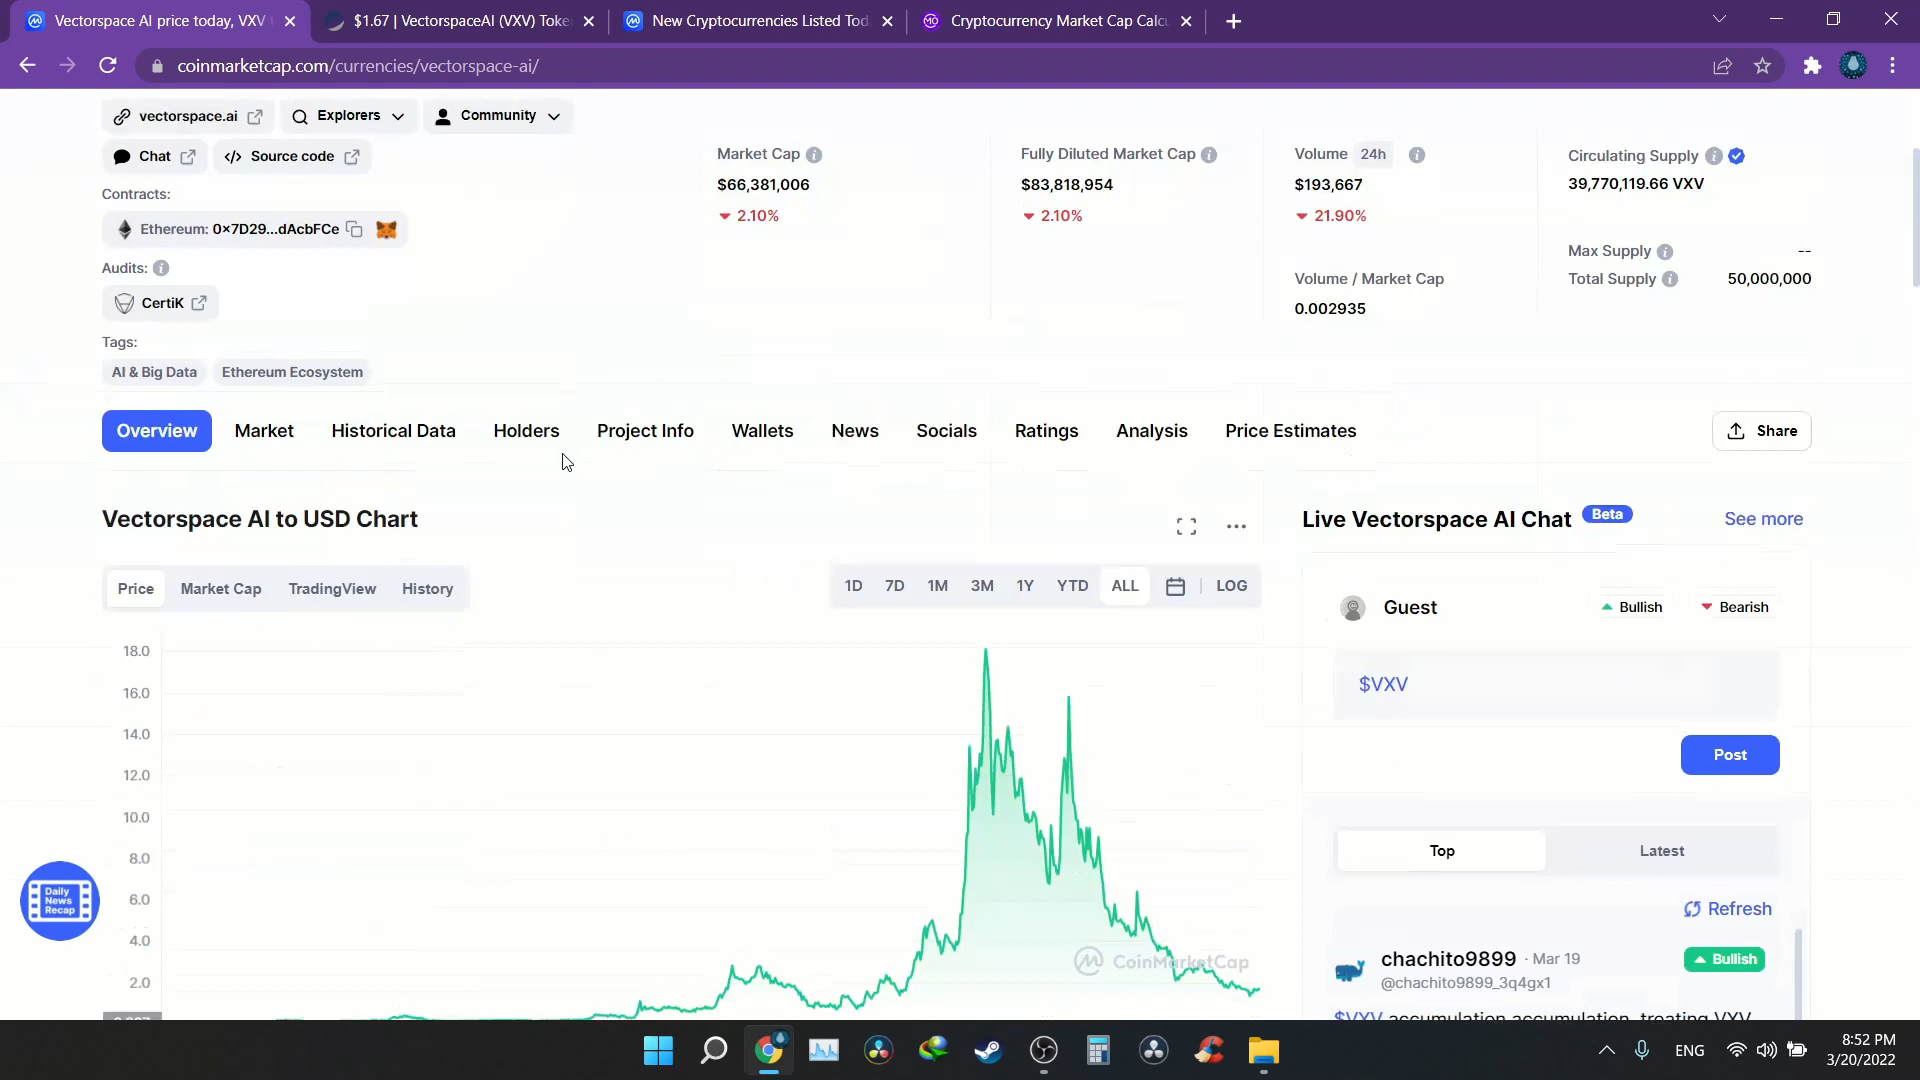 Vectorspace AI price today, VXV
$1.67 | VectorspaceAI (VXV) Toke
New Cryptocurrencies Listed Tod
Cryptocurrency Market Cap Calcu
coinmarketcap.com/currencies/vectorspace-ai/
vectorspace.ai
Explorers
Community
Chat
Source code
Contracts:
Ethereum: 0x7D29...dAcbFCe
Audits:
CertiK
Tags:
AI & Big Data
Ethereum Ecosystem
Market Cap
$66,381,006
2.10%
Fully Diluted Market Cap
$83,818,954
2.10%
Volume 24h
$193,667
21.90%
Volume / Market Cap
0.002935
Circulating Supply
39,770,119.66 VXV
Max Supply --
Total Supply 50,000,000
Overview
Market
Historical Data
Holders
Project Info
Wallets
News
Socials
Ratings
Analysis
Price Estimates
Share
Vectorspace AI to USD Chart
Price
Market Cap
TradingView
History
1D
7D
1M
3M
1Y
YTD
ALL
LOG
18.0
16.0
14.0
12.0
10.0
8.0
6.0
4.0
2.0
CoinMarketCap
Daily
News
Recap
Live Vectorspace AI Chat Beta
See more
Guest
Bullish
Bearish
$VXV
Post
Top
Latest
Refresh
chachito9899 · Mar 19
Bullish
@chachito9899_3q4gx1
$VXV accumulation accumulation, treating VXV
ENG
8:52 PM
3/20/2022